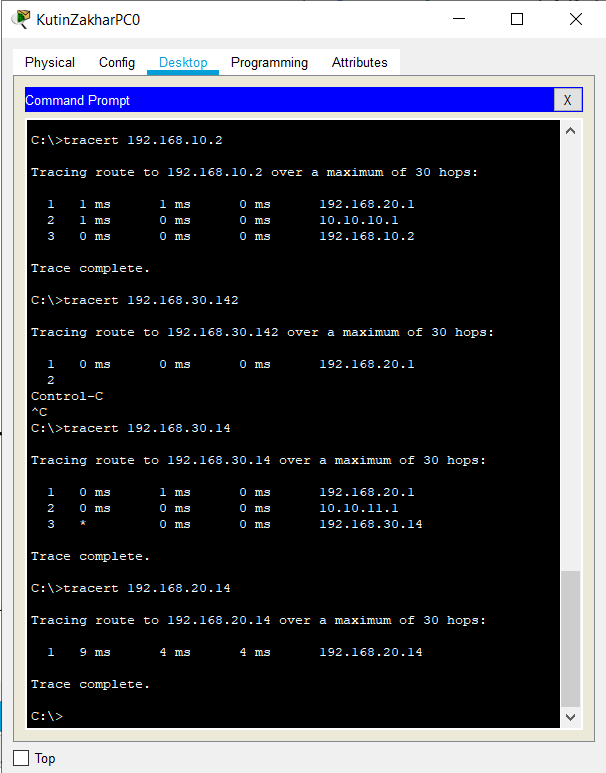 KutinZakharPC0
Physical Config Desktop Programming Attributes
Command Prompt X
C:\>tracert 192.168.10.2
Tracing route to 192.168.10.2 over a maximum of 30 hops:
1 1 ms 1 ms 0 ms 192.168.20.1
2 1 ms 0 ms 0 ms 10.10.10.1
3 0 ms 0 ms 0 ms 192.168.10.2
Trace complete.
C:\>tracert 192.168.30.142
Tracing route to 192.168.30.142 over a maximum of 30 hops:
1 0 ms 0 ms 0 ms 192.168.20.1
2
Control-C
^C
C:\>tracert 192.168.30.14
Tracing route to 192.168.30.14 over a maximum of 30 hops:
1 0 ms 1 ms 0 ms 192.168.20.1
2 0 ms 0 ms 0 ms 10.10.11.1
3 * 0 ms 0 ms 192.168.30.14
Trace complete.
C:\>tracert 192.168.20.14
Tracing route to 192.168.20.14 over a maximum of 30 hops:
1 9 ms 4 ms 4 ms 192.168.20.14
Trace complete.
C:\>
Top